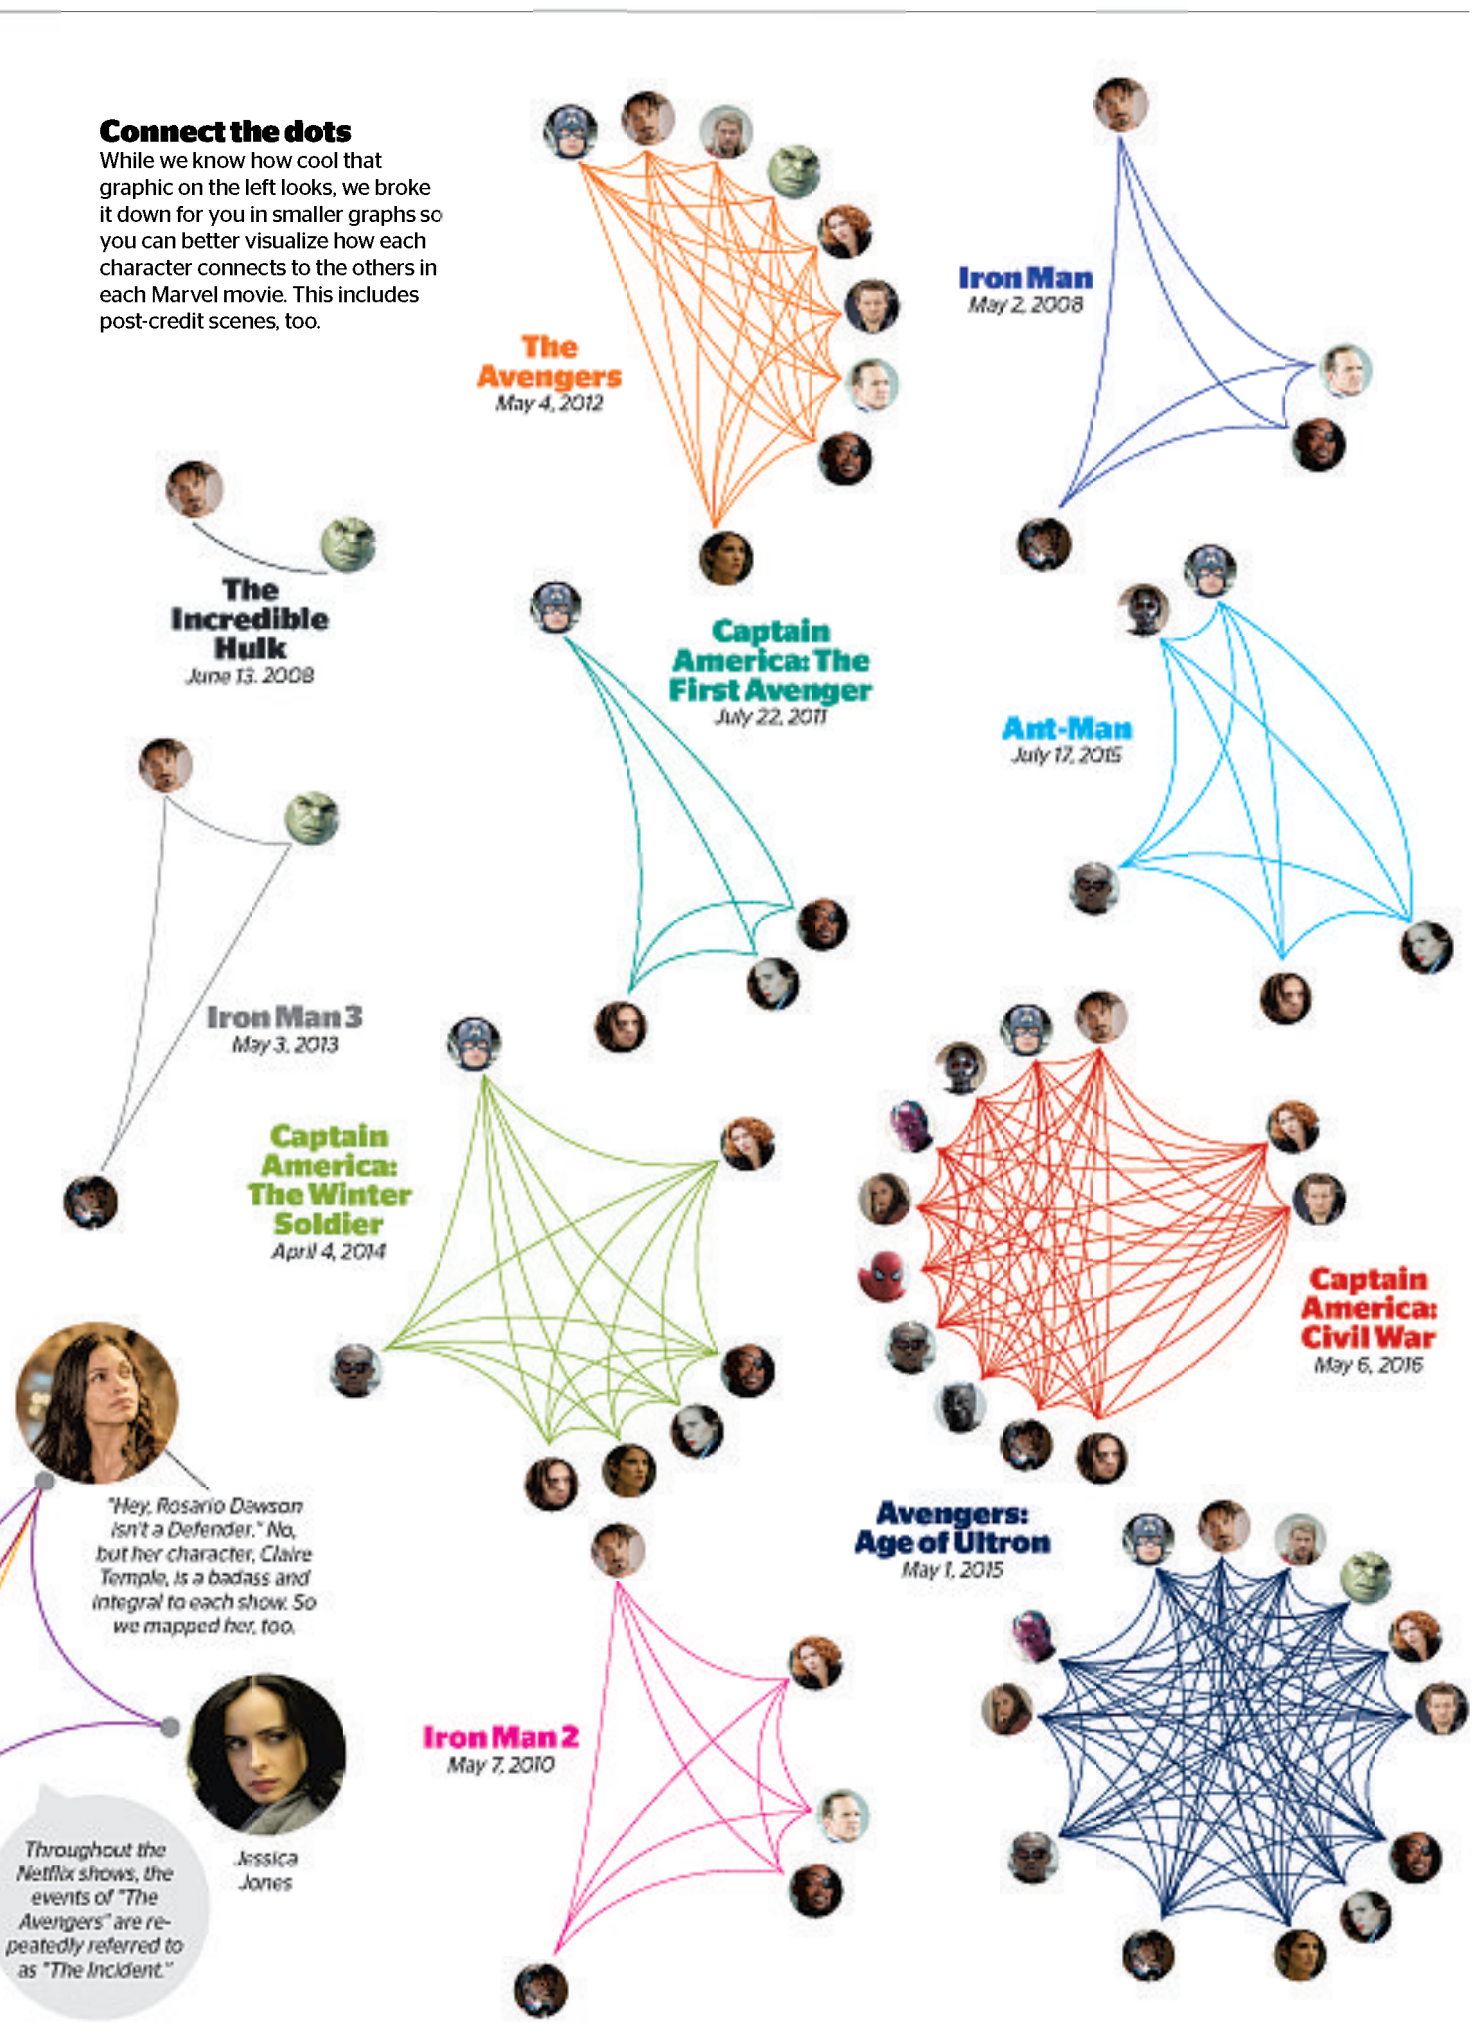 Connect the dots
While we know how cool that
graphic on the left looks, we broke
it down for you in smaller graphs so
you can better visualize how each
character connects to the others in
each Marvel movie. This includes
post-credit scenes, too.
The
Avengers
May 4, 2012
Iron Man
May 2, 2008
The
Incredible
Hulk
June 13. 2008
Captain
America: The
First Avenger
July 22, 2011
Ant-Man
July 17, 2015
Iron Man 3
May 3, 2013
Captain
America:
The Winter
Soldier
April 4, 2014
Captain
America:
Civil War
May 6, 2016
"Hey, Rosario Dawson
isn't a Defender." No,
but her character, Claire
Temple, is a badass and
integral to each show. So
we mapped her, too.
Avengers:
Age of Ultron
May 1, 2015
Iron Man 2
May 7, 2010
Jessica
Jones
Throughout the
Netflix shows, the
events of "The
Avengers" are re-
peatedly referred to
as "The Incident."